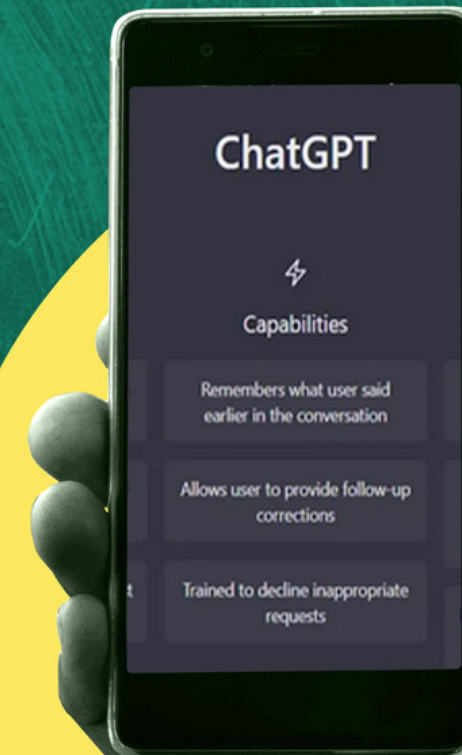 ChatGPT
Capabilities
Remembers what user said
earlier in the conversation
Allows user to provide follow-up
corrections
Trained to decline inappropriate
requests